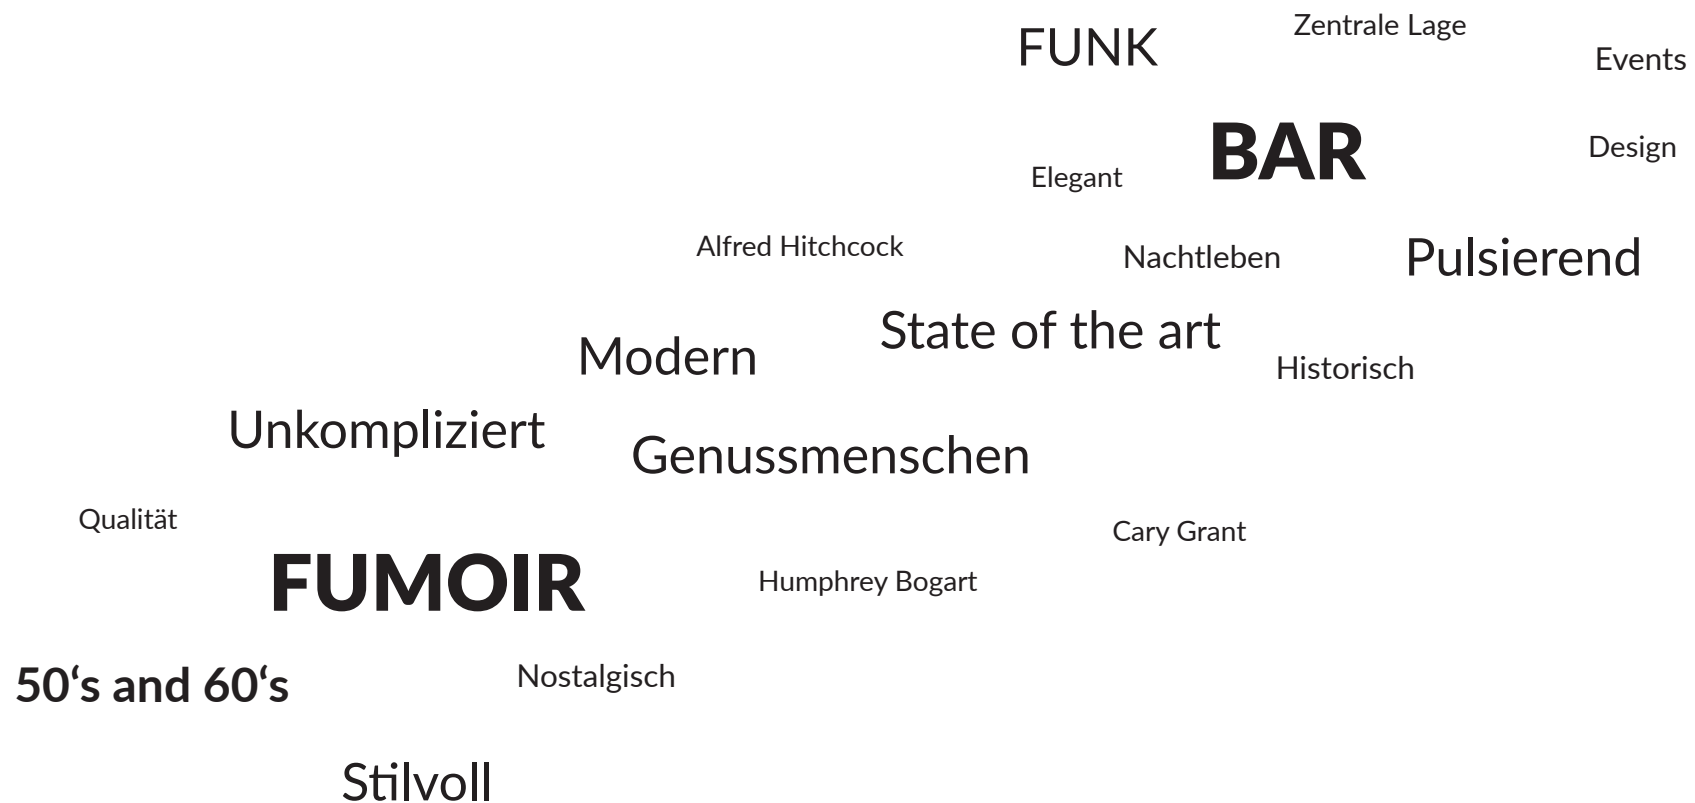 FUNK
Zentrale Lage
Events
BAR
Design
Elegant
Alfred Hitchcock
Nachtleben
Pulsierend
State of the art
Modern
Historisch
Unkompliziert
Genussmenschen
Qualität
Cary Grant
FUMOIR
Humphrey Bogart
50‘s and 60‘s
Nostalgisch
Stilvoll